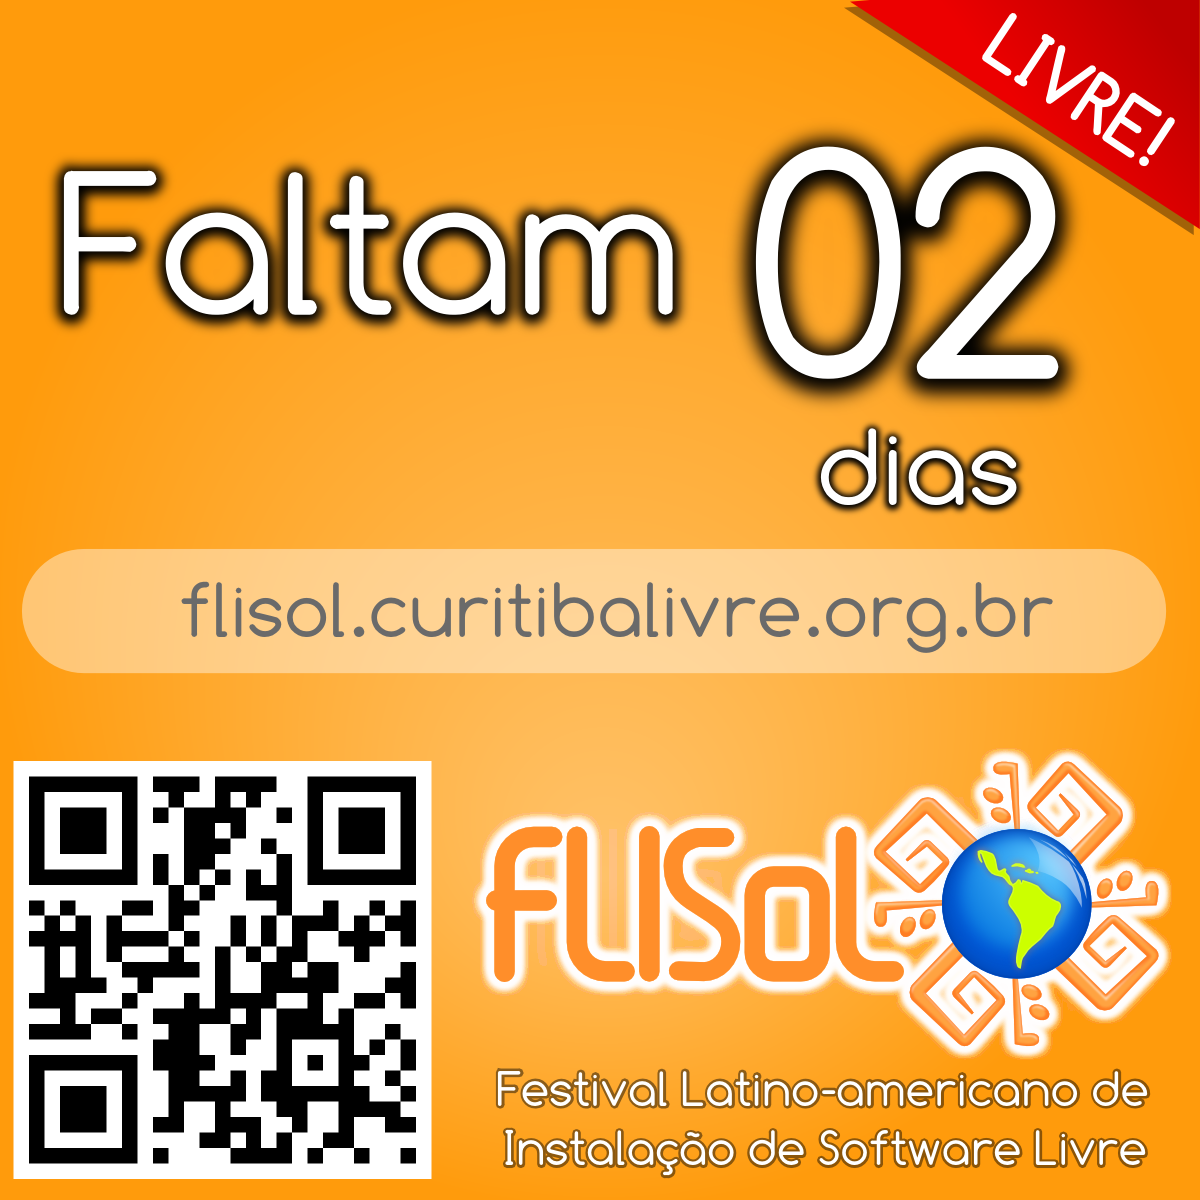 LIVRE!
Faltam 02
dias
flisol.curitibalivre.org.br
FLISoL
Festival Latino-americano de
Instalação de Software Livre